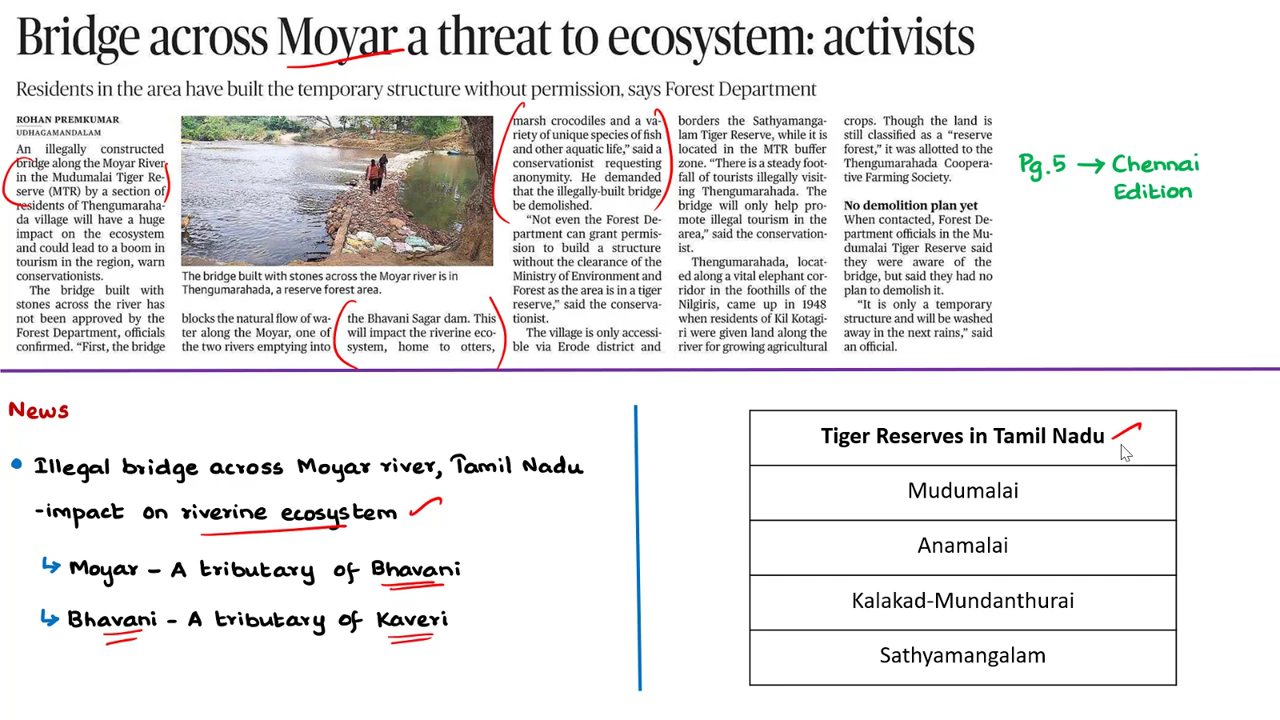 Bridge across Moyar a threat to ecosystem: activists
Residents in the area have built the temporary structure without permission, says Forest Department
ROHAN PREMKUMAR
UDHAGAMANDALAM
An illegally constructed
bridge along the Moyar River
in the Mudumalai Tiger Re-
serve (MTR) by a section of
residents of Thengumaraha-
da village will have a huge
impact on the ecosystem
and could lead to a boom in
tourism in the region, warn
conservationists.
The bridge built with
stones across the river has
not been approved by the
Forest Department, officials
confirmed. “First, the bridge
The bridge built with stones across the Moyar river is in
Thengumarahada, a reserve forest area.
blocks the natural flow of wa-
ter along the Moyar, one of
the two rivers emptying into
the Bhavani Sagar dam. This
will impact the riverine eco-
system, home to otters,
marsh crocodiles and a va-
riety of unique species of fish
and other aquatic life,” said a
conservationist requesting
anonymity. He demanded
that the illegally-built bridge
be demolished.
“Not even the Forest De-
partment can grant permis-
sion to build a structure
without the clearance of the
Ministry of Environment and
Forest as the area is in a tiger
reserve,” said the conserva-
tionist.
The village is only accessi-
ble via Erode district and
borders the Sathyamanga-
lam Tiger Reserve, while it is
located in the MTR buffer
zone. “There is a steady foot-
fall of tourists illegally visit-
ing Thengumarahada. The
bridge will only help pro-
mote illegal tourism in the
area,” said the conservation-
ist.
Thengumarahada, locat-
ed along a vital elephant cor-
ridor in the foothills of the
Nilgiris, came up in 1948
when residents of Kil Kotagi-
ri were given land along the
river for growing agricultural
crops. Though the land is
still classified as a “reserve
forest,” it was allotted to the
Thengumarahada Coopera-
tive Farming Society.
No demolition plan yet
When contacted, Forest De-
partment officials in the Mu-
dumalai Tiger Reserve said
they were aware of the
bridge, but said they had no
plan to demolish it.
“It is only a temporary
structure and will be washed
away in the next rains,” said
an official.
Pg.5 → Chennai
Edition
News
• Illegal bridge across Moyar river, Tamil Nadu
-impact on riverine ecosystem
↳ Moyar – A tributary of Bhavani
↳ Bhavani – A tributary of Kaveri
Tiger Reserves in Tamil Nadu
Mudumalai
Anamalai
Kalakad-Mundanthurai
Sathyamangalam